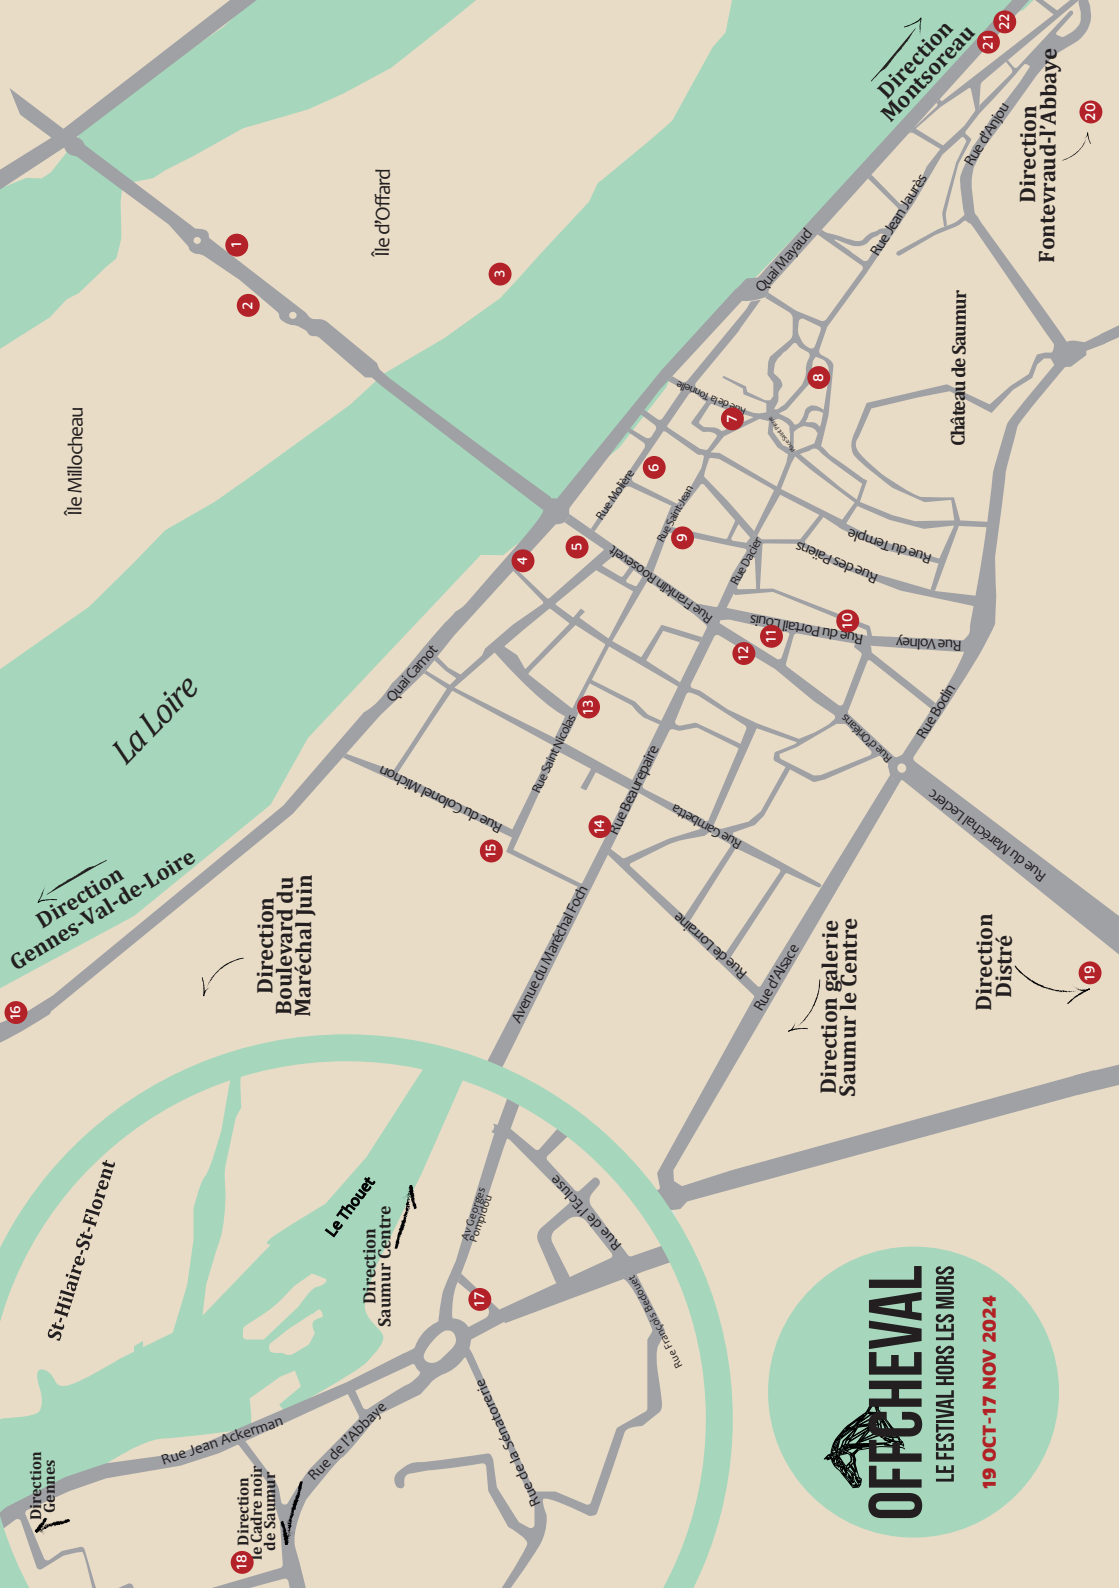 Direction
Montsoreau
21
22
Direction
Fontevraud-l'Abbaye
20
Rue d'Anjou
Rue Jean Jaurès
Quai Mayaud
Île d'Offard
Île Millocheau
1
2
3
Château de Saumur
8
7
Rue de la Tonnelle
6
Rue Molière
Rue Saint-Jean
9
5
4
Rue Dacier
Rue du Temple
Rue des Païens
Rue Franklin Roosevelt
Rue du Portail Louis
10
11
12
Rue Volney
Rue Bodin
Rue d'Orléans
Rue du Maréchal Leclerc
La Loire
Quai Carnot
13
Rue Saint Nicolas
Rue du Colonel Michon
15
14
Rue Beaurepaire
Rue Gambetta
Rue de Lorraine
Rue d'Alsace
Avenue du Maréchal Foch
Direction
Gennes-Val-de-Loire
16
Direction
Boulevard du
Maréchal Juin
Direction galerie
Saumur le Centre
Direction
Distré
19
St-Hilaire-St-Florent
Le Thouet
Direction
Saumur Centre
Av Georges
Pompidou
Rue de l'Ecluse
17
Rue François Bedouet
Rue de la Sénatorerie
Rue Jean Ackerman
Rue de l'Abbaye
Direction
Gennes
18
Direction
le Cadre noir
de Saumur
OFFCHEVAL
LE FESTIVAL HORS LES MURS
19 OCT-17 NOV 2024